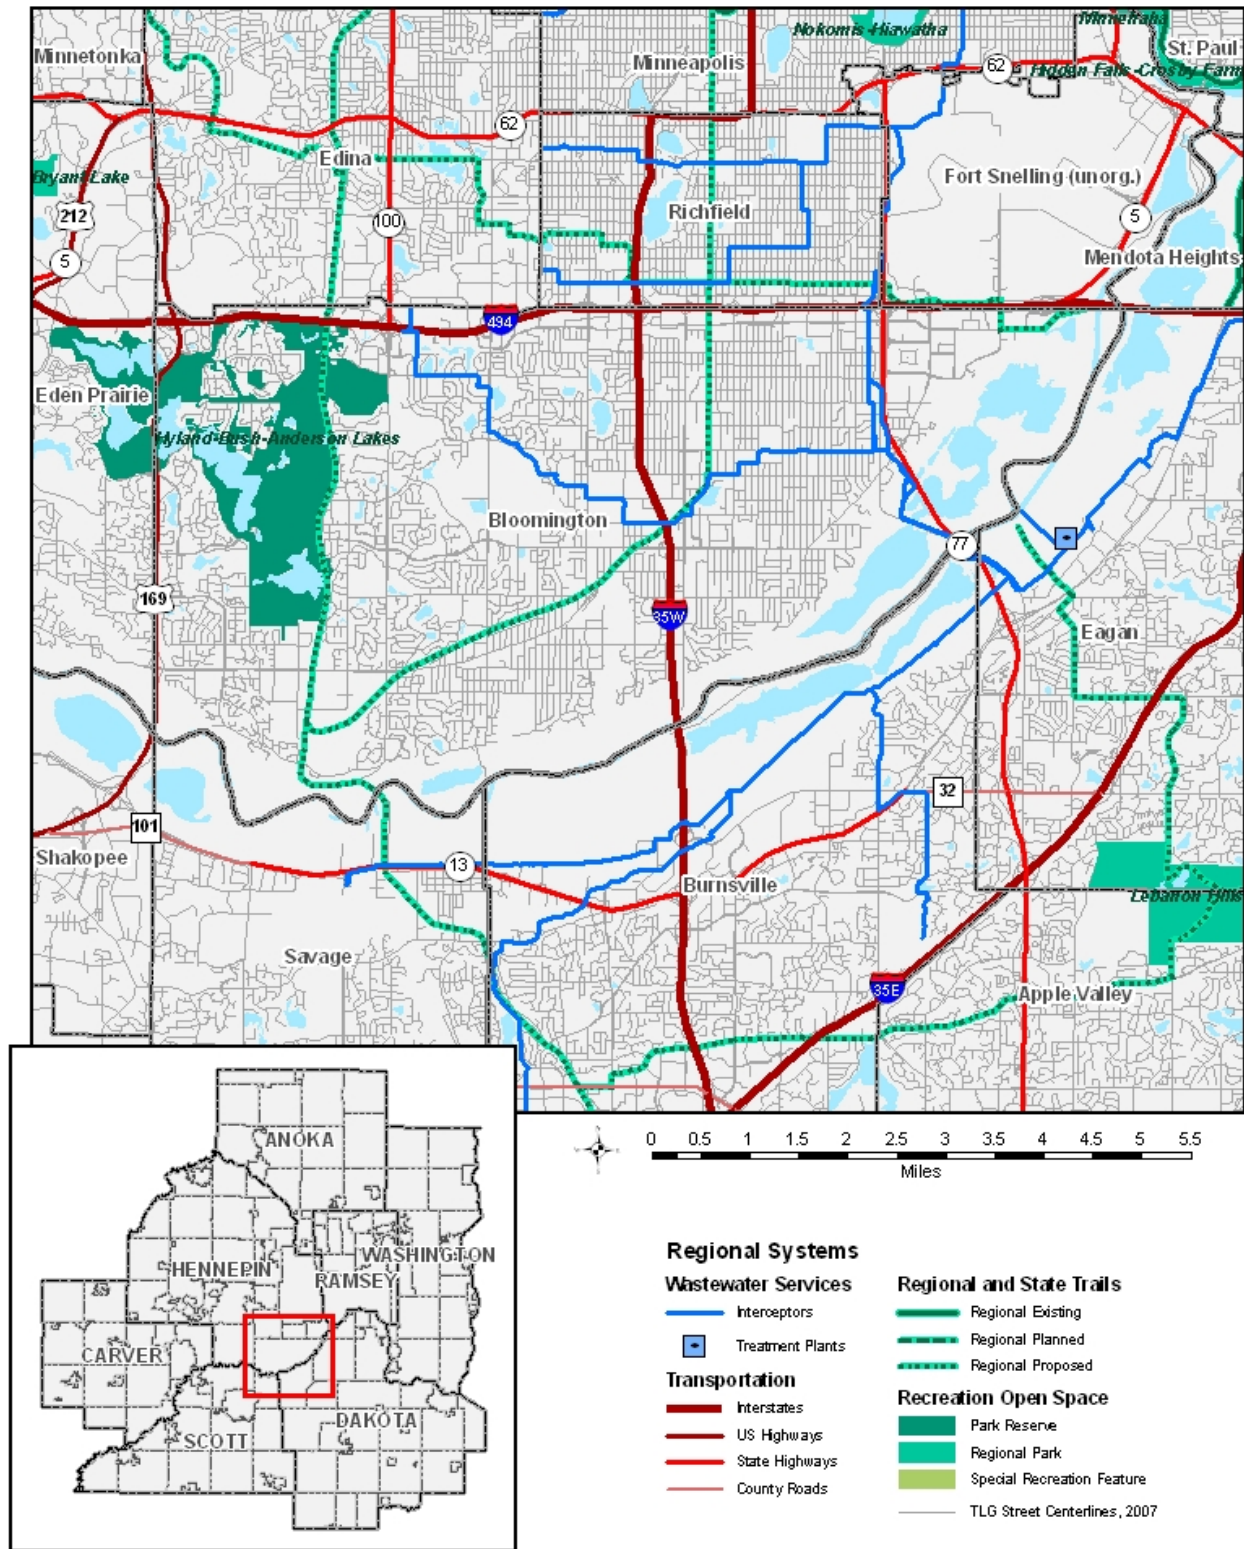 Nokomis-Hiawatha
Minnehaha
St. Paul
Minnetonka
Minneapolis
62
Hidden Falls-Crosby Farm
62
Edina
Bryant Lake
Fort Snelling (unorg.)
212
100
Richfield
5
5
Mendota Heights
494
Eden Prairie
Hyland-Bush-Anderson Lakes
Bloomington
77
169
35W
Eagan
32
101
Shakopee
13
Burnsville
Lebanon Hills
Savage
35E
Apple Valley
ANOKA
WASHINGTON
HENNEPIN
RAMSEY
CARVER
DAKOTA
SCOTT
0 0.5 1 1.5 2 2.5 3 3.5 4 4.5 5 5.5
Miles
Regional Systems
Wastewater Services
Interceptors
Treatment Plants
Transportation
Interstates
US Highways
State Highways
County Roads
Regional and State Trails
Regional Existing
Regional Planned
Regional Proposed
Recreation Open Space
Park Reserve
Regional Park
Special Recreation Feature
TLG Street Centerlines, 2007